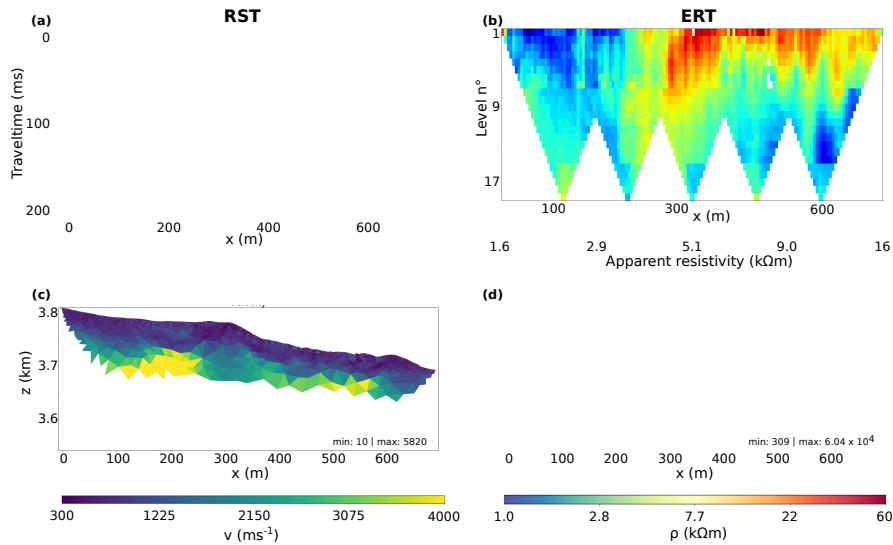 RST
ERT
(a)
0
100
200
Traveltime (ms)
0 200 400 600
x (m)
(b)
1
9
17
Level n°
100 300 600
x (m)
1.6 2.9 5.1 9.0 16
Apparent resistivity (kΩm)
(c)
3.8
3.7
3.6
z (km)
min: 10 | max: 5820
0 100 200 300 400 500 600
x (m)
300 1225 2150 3075 4000
v (ms⁻¹)
(d)
min: 309 | max: 6.04 x 10⁴
0 100 200 300 400 500 600
x (m)
1.0 2.8 7.7 22 60
ρ (kΩm)